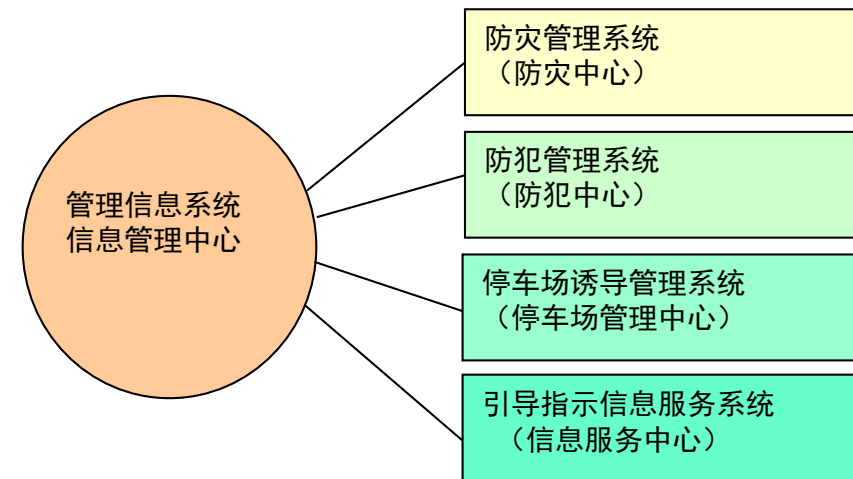 管理信息系统
信息管理中心
防灾管理系统
（防灾中心）
防犯管理系统
（防犯中心）
停车场诱导管理系统
（停车场管理中心）
引导指示信息服务系统
（信息服务中心）